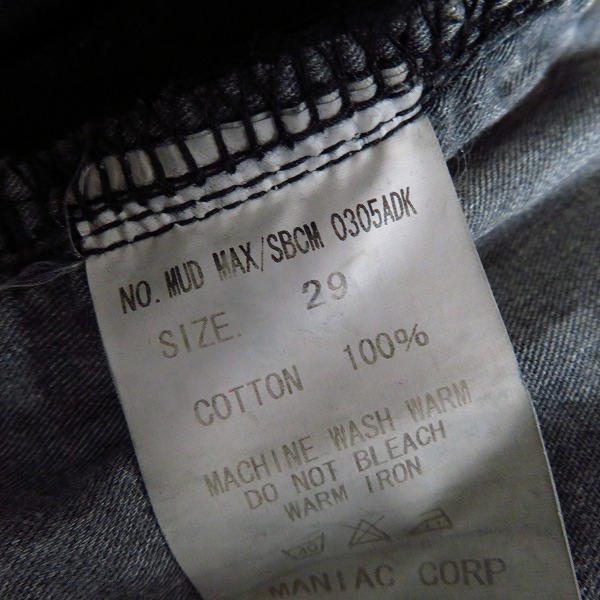 NO. MUD MAX/SBCM 0305ADK
SIZE. 29
COTTON 100%
MACHINE WASH WARM
DO NOT BLEACH
WARM IRON
MANIAC CORP